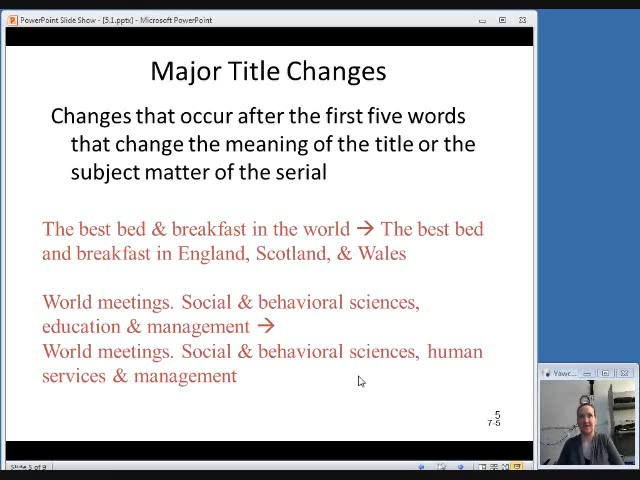 PowerPoint Slide Show - [5.1.pptx] - Microsoft PowerPoint
Major Title Changes
Changes that occur after the first five words
that change the meaning of the title or the
subject matter of the serial
The best bed & breakfast in the world → The best bed
and breakfast in England, Scotland, & Wales
World meetings. Social & behavioral sciences,
education & management →
World meetings. Social & behavioral sciences, human
services & management
5
7-5
Slide 5 of 9
Yawc...